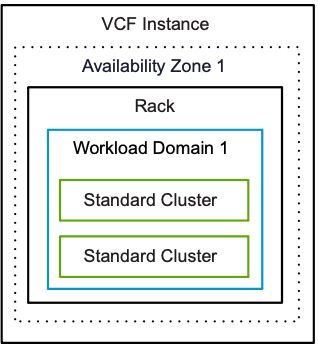 VCF Instance
Availability Zone 1
Rack
Workload Domain 1
Standard Cluster
Standard Cluster